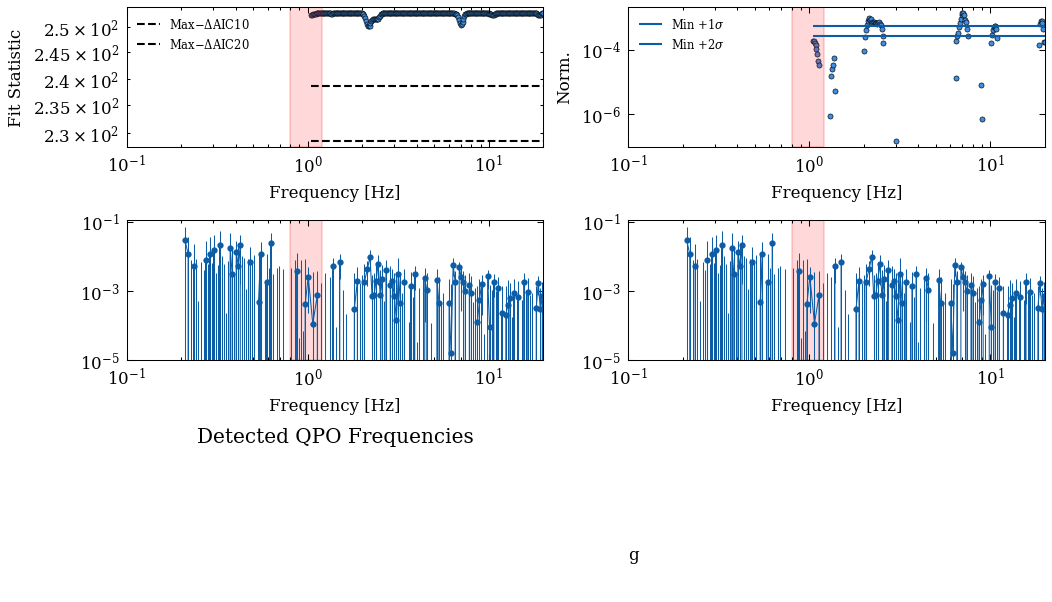 Fit Statistic
2.5 × 10²
2.45 × 10²
2.4 × 10²
2.35 × 10²
2.3 × 10²
Max−ΔAIC10
Max−ΔAIC20
10⁻¹ 10⁰ 10¹
Frequency [Hz]
Norm.
10⁻⁴
10⁻⁶
Min +1σ
Min +2σ
10⁻¹ 10⁰ 10¹
Frequency [Hz]
10⁻¹
10⁻³
10⁻⁵
10⁻¹ 10⁰ 10¹
Frequency [Hz]
10⁻¹
10⁻³
10⁻⁵
10⁻¹ 10⁰ 10¹
Frequency [Hz]
Detected QPO Frequencies
g